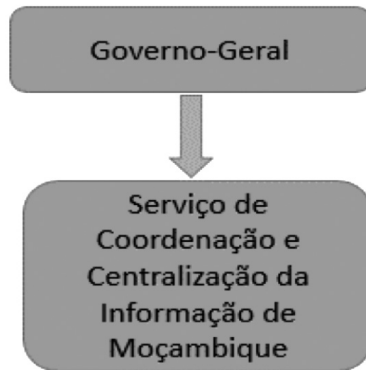 Governo-Geral
Serviço de
Coordenação e
Centralização da
Informação de
Moçambique